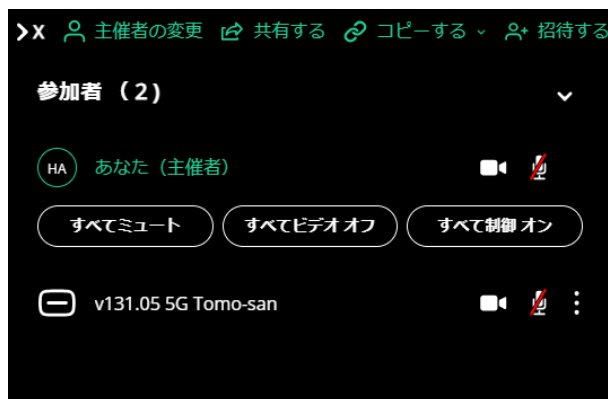 主催者の変更 共有する コピーする 招待する
参加者 （2）
HA あなた（主催者）
すべてミュート すべてビデオ オフ すべて制御 オン
v131.05 5G Tomo-san